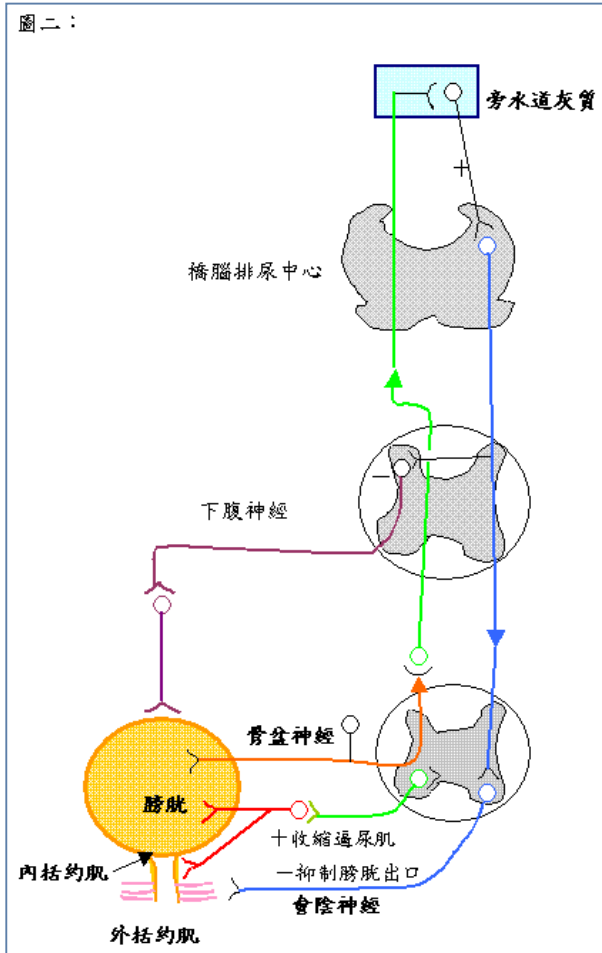 圖二：
旁水道灰質
＋
橋腦排尿中心
－
下腹神經
骨盆神經
膀胱
＋收縮逼尿肌
內括約肌
－抑制膀胱出口
會陰神經
外括約肌